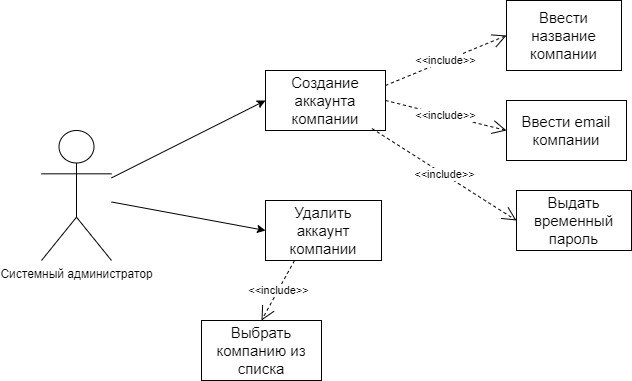 Ввести
название
компании
<<include>>
Создание
аккаунта
компании
<<include>>
Ввести email
компании
<<include>>
Выдать
временный
пароль
Удалить
аккаунт
компании
Системный администратор
<<include>>
Выбрать
компанию из
списка